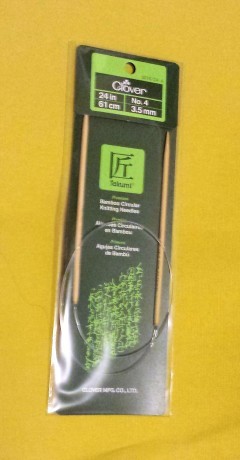 Clover
24 in No. 4
61 cm 3.5 mm
匠
Takumi
Premium
Bamboo Circular
Knitting Needles
Aiguilles Circulaires
en Bambou
Agujas Circulares
de Bambú
CLOVER MFG. CO., LTD.